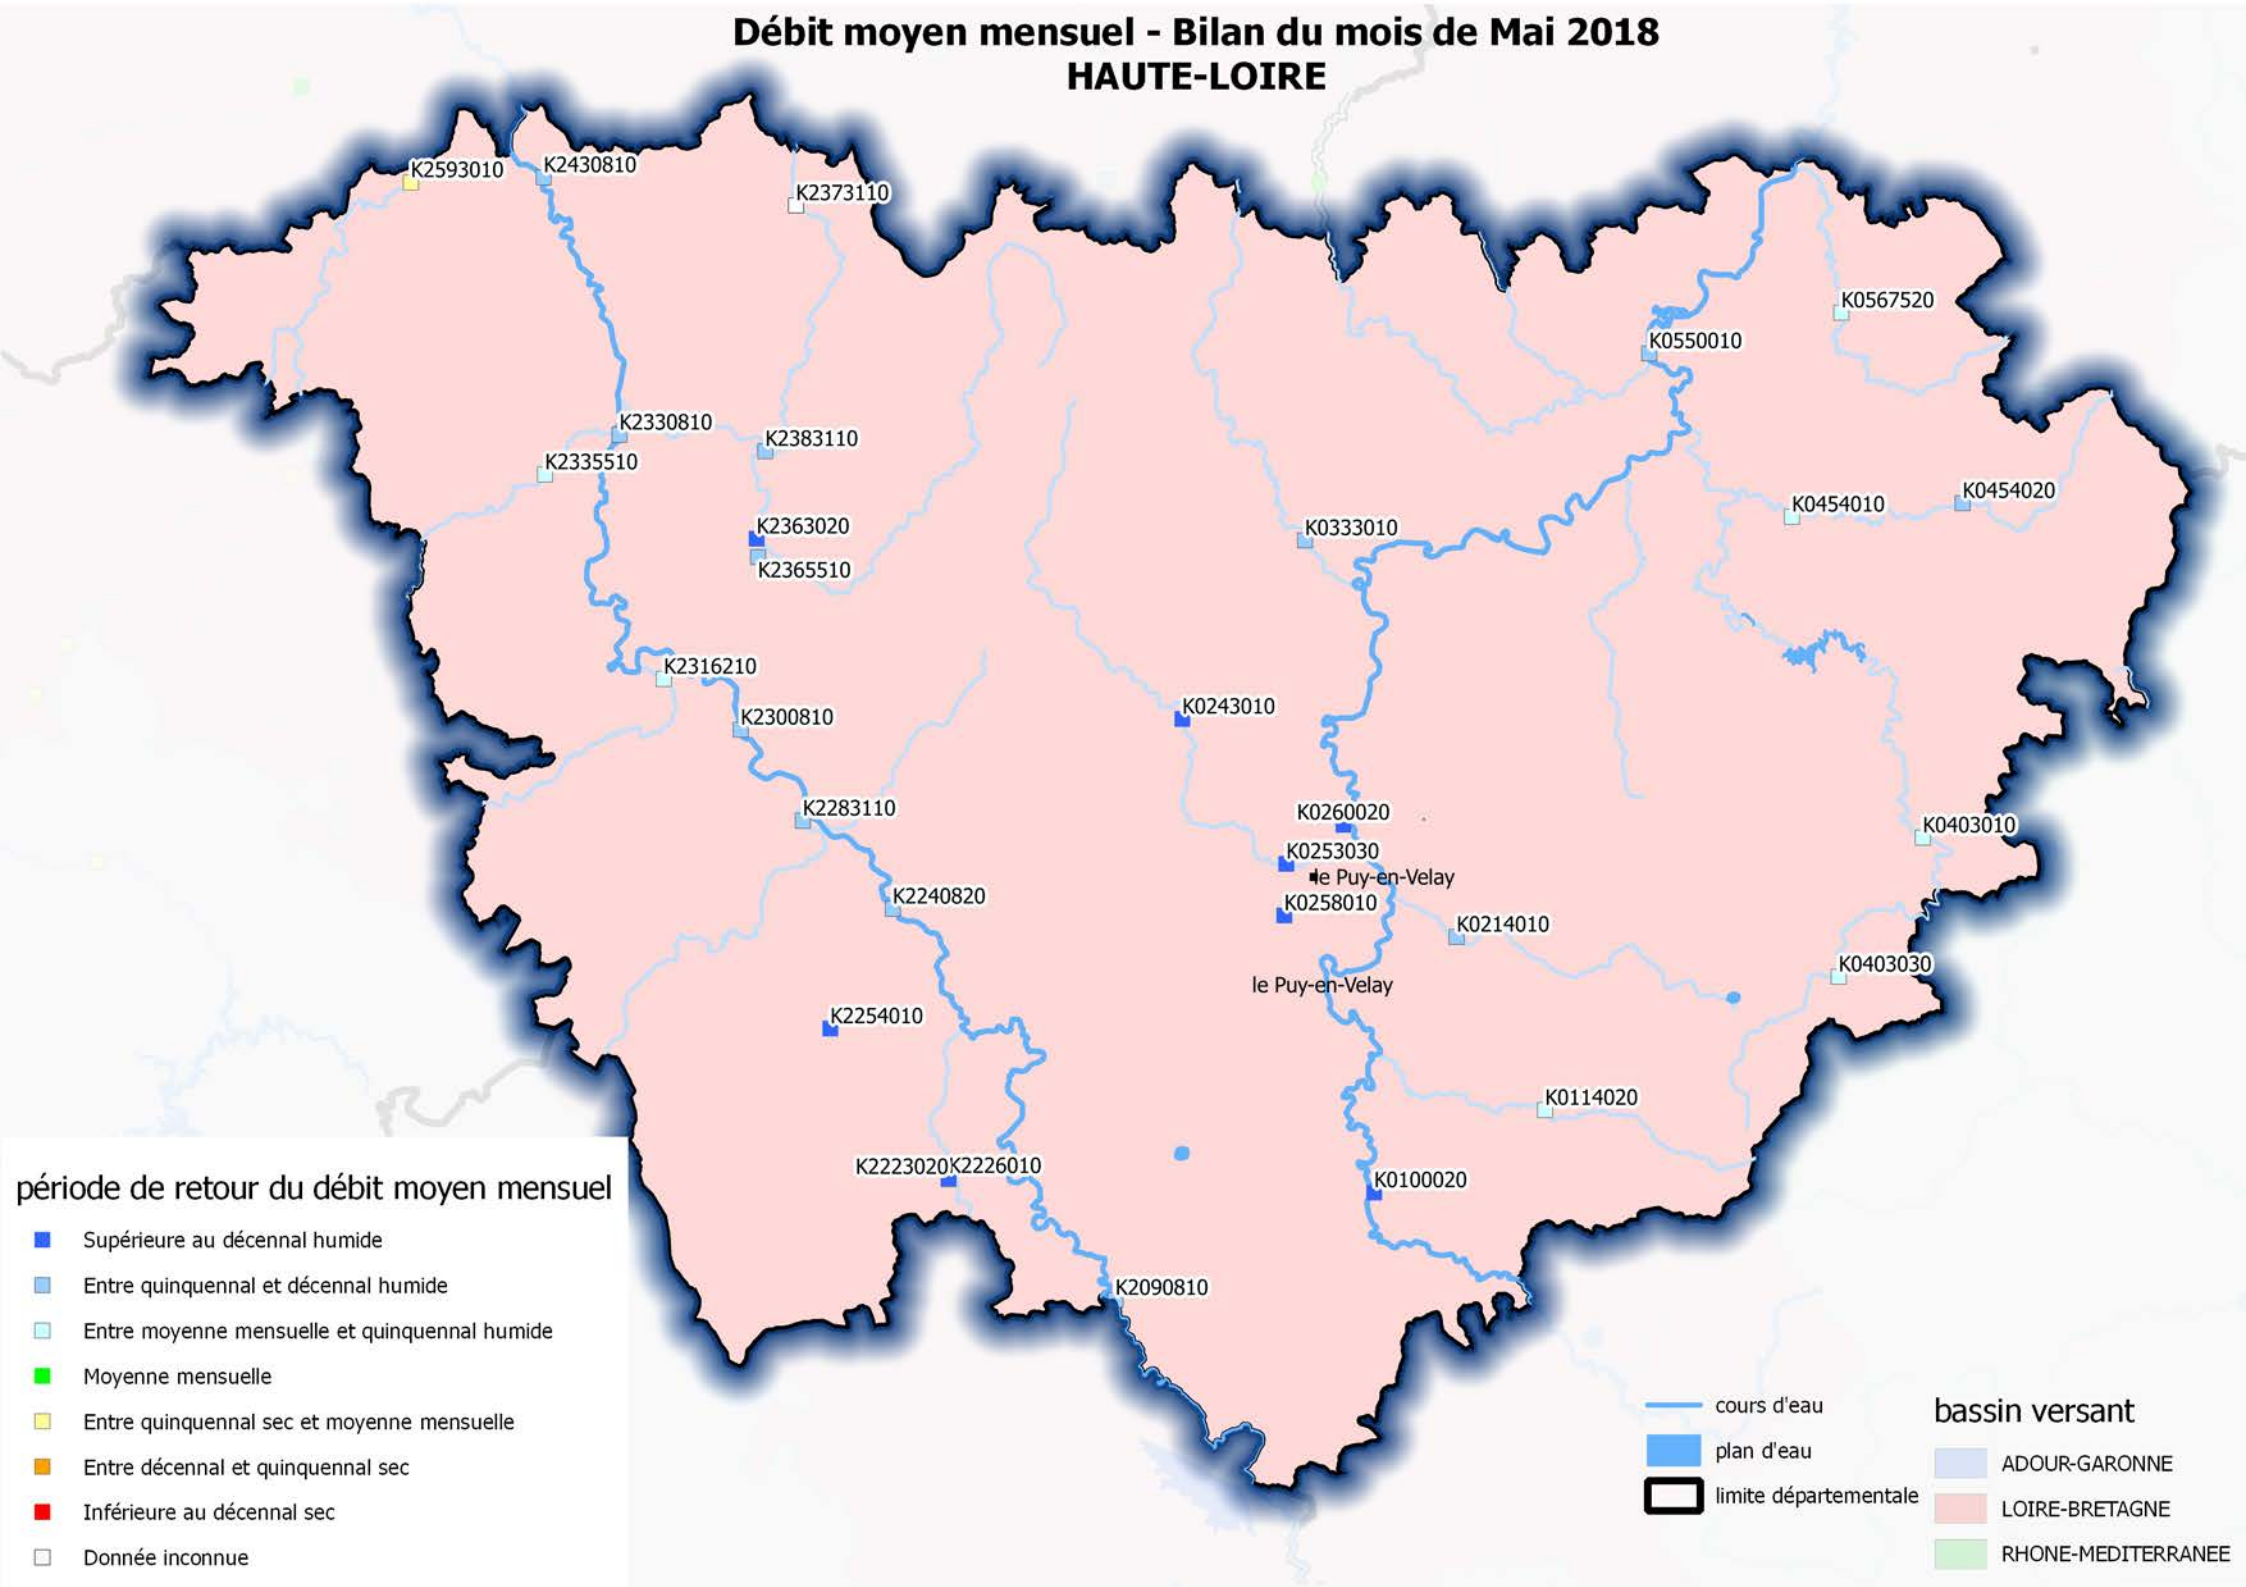 Débit moyen mensuel - Bilan du mois de Mai 2018
HAUTE-LOIRE
K2593010
K2430810
K2373110
K0567520
K0550010
K2330810
K2383110
K2335510
K0454020
K0454010
K2363020
K0333010
K2365510
K2316210
K0243010
K2300810
K2283110
K0260020
K0403010
K0253030
le Puy-en-Velay
K2240820
K0258010
K0214010
K0403030
le Puy-en-Velay
K2254010
K0114020
K2223020
K2226010
K0100020
K2090810
période de retour du débit moyen mensuel
Supérieure au décennal humide
Entre quinquennal et décennal humide
Entre moyenne mensuelle et quinquennal humide
Moyenne mensuelle
Entre quinquennal sec et moyenne mensuelle
Entre décennal et quinquennal sec
Inférieure au décennal sec
Donnée inconnue
cours d'eau
plan d'eau
limite départementale
bassin versant
ADOUR-GARONNE
LOIRE-BRETAGNE
RHONE-MEDITERRANEE